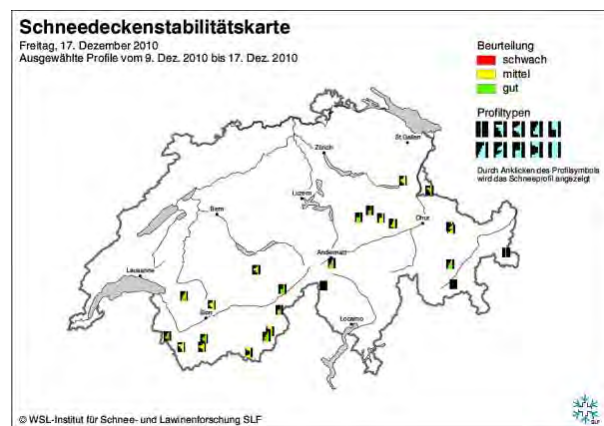 Schneedeckenstabilitätskarte
Freitag, 17. Dezember 2010
Ausgewählte Profile vom 9. Dez. 2010 bis 17. Dez. 2010
Beurteilung
schwach
mittel
gut
Profiltypen
Durch Anklicken des Profilsymbols
wird das Schneeprofil angezeigt
St.Gallen
Zürich
Luzern
Bern
Chur
Andermatt
Lausanne
Sion
Locarno
© WSL-Institut für Schnee- und Lawinenforschung SLF
SLF